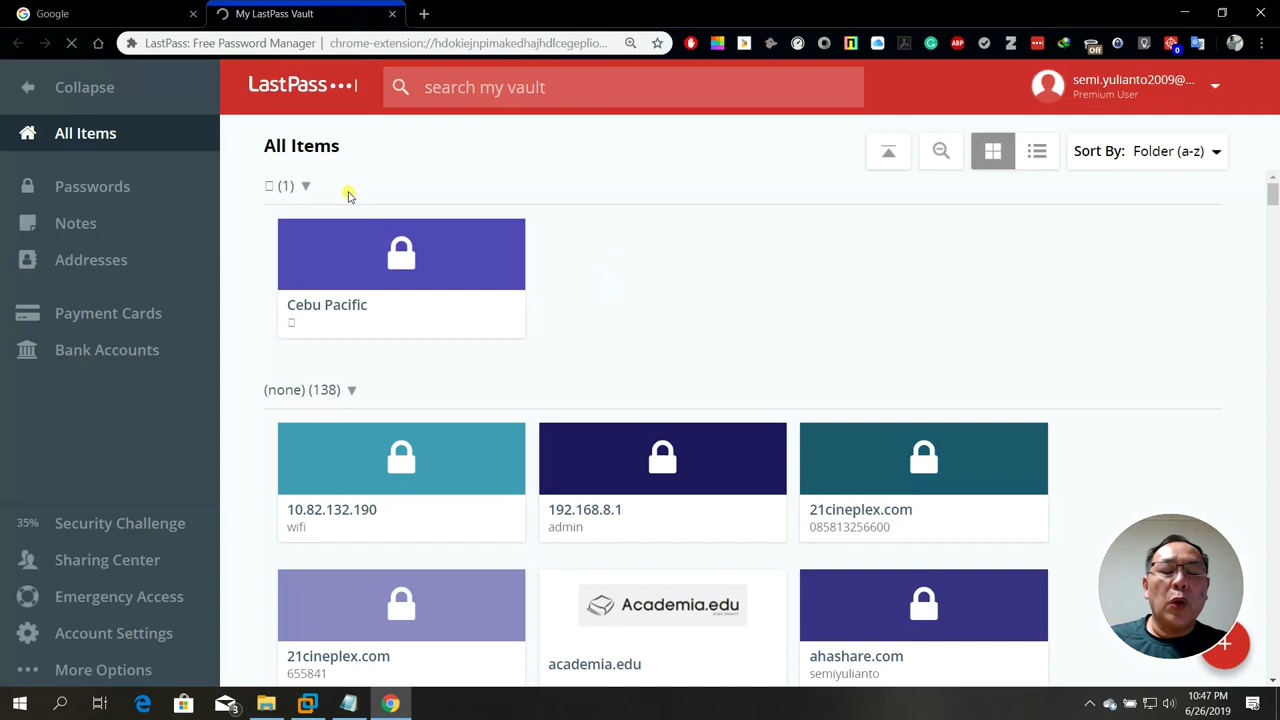 Google
My LastPass Vault
LastPass: Free Password Manager | chrome-extension://hdokiejnpimakedhajhdlcegeplio...
ABP
Off
0
Collapse
LastPass
search my vault
semi.yulianto2009@...
Premium User
All Items
All Items
Sort By: Folder (a-z)
(1)
Passwords
Notes
Addresses
Payment Cards
Bank Accounts
Cebu Pacific
(none) (138)
10.82.132.190
wifi
192.168.8.1
admin
21cineplex.com
085813256600
35% Security Challenge
Sharing Center
Emergency Access
Account Settings
More Options
Academia.edu
21cineplex.com
655841
academia.edu
ahashare.com
semiyulianto
3
10:47 PM
6/26/2019